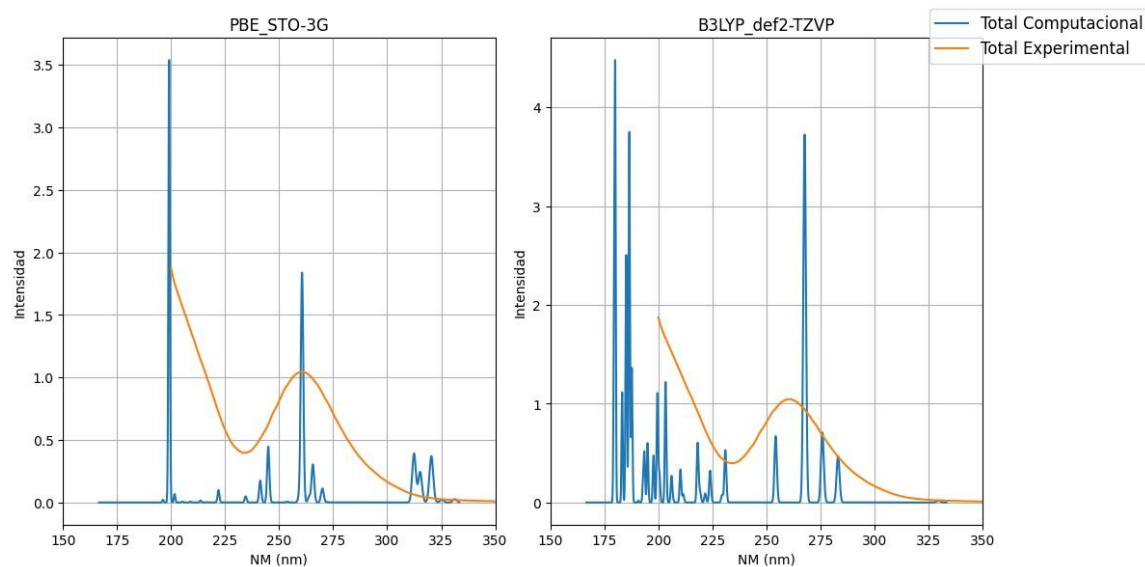 PBE_STO-3G
3.5
3.0
2.5
2.0
1.5
1.0
0.5
0.0
Intensidad
150 175 200 225 250 275 300 325 350
NM (nm)
B3LYP_def2-TZVP
4
3
2
1
0
Intensidad
150 175 200 225 250 275 300 325 350
NM (nm)
Total Computacional
Total Experimental